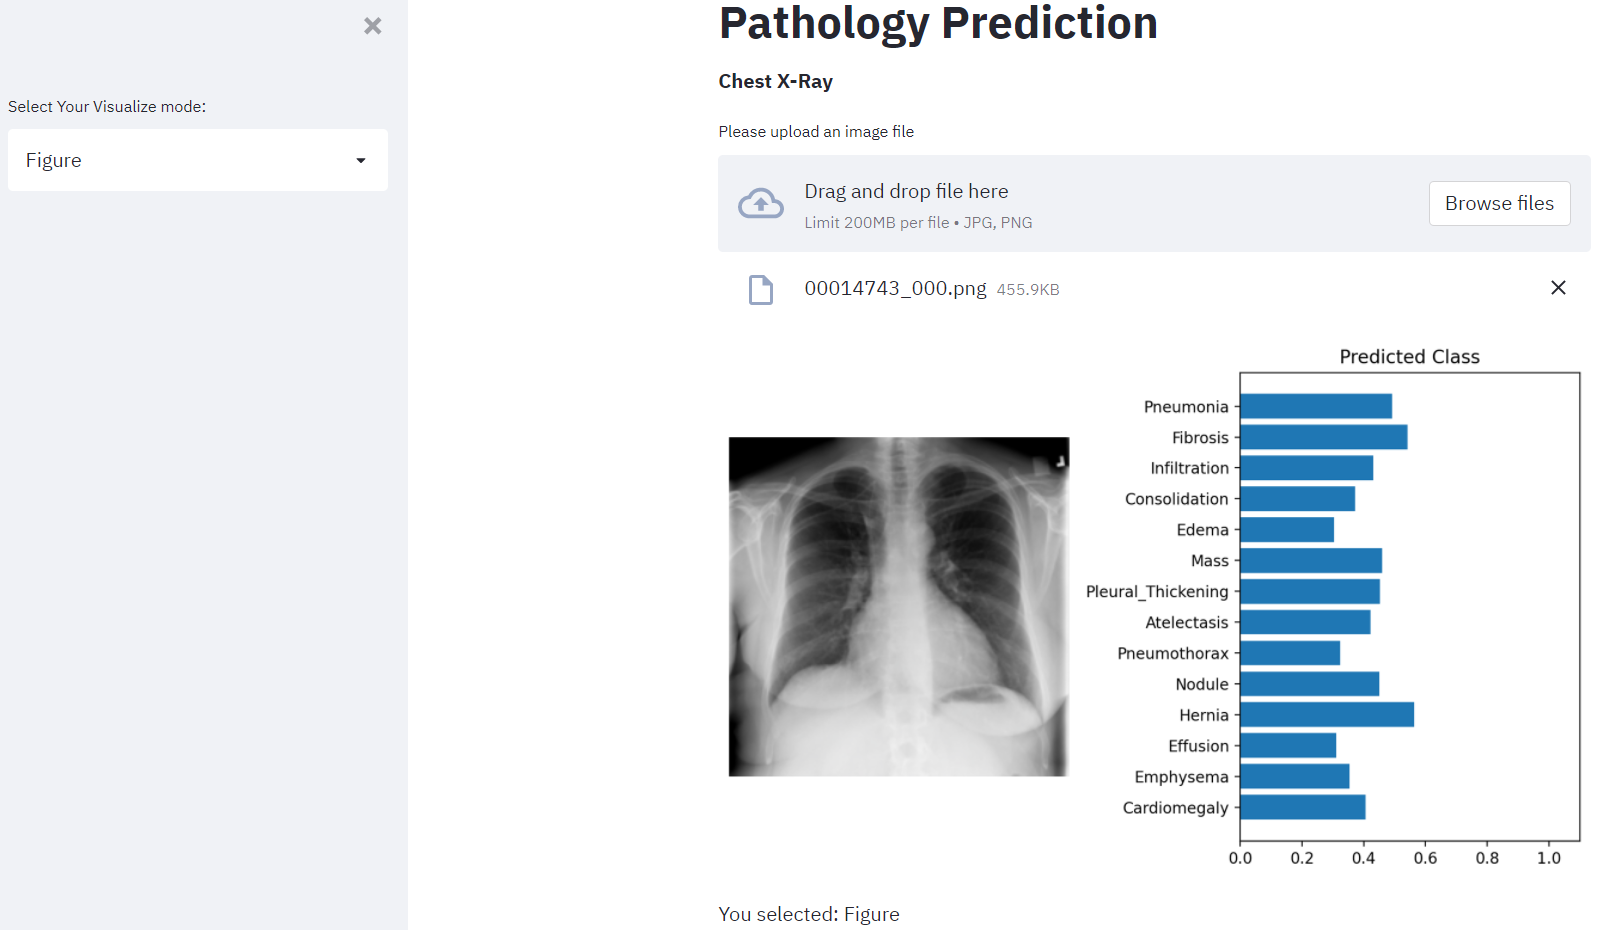 Select Your Visualize mode:
Figure
Pathology Prediction
Chest X-Ray
Please upload an image file
Drag and drop file here
Limit 200MB per file • JPG, PNG
Browse files
00014743_000.png 455.9KB
Predicted Class
Pneumonia
Fibrosis
Infiltration
Consolidation
Edema
Mass
Pleural_Thickening
Atelectasis
Pneumothorax
Nodule
Hernia
Effusion
Emphysema
Cardiomegaly
0.0 0.2 0.4 0.6 0.8 1.0
You selected: Figure